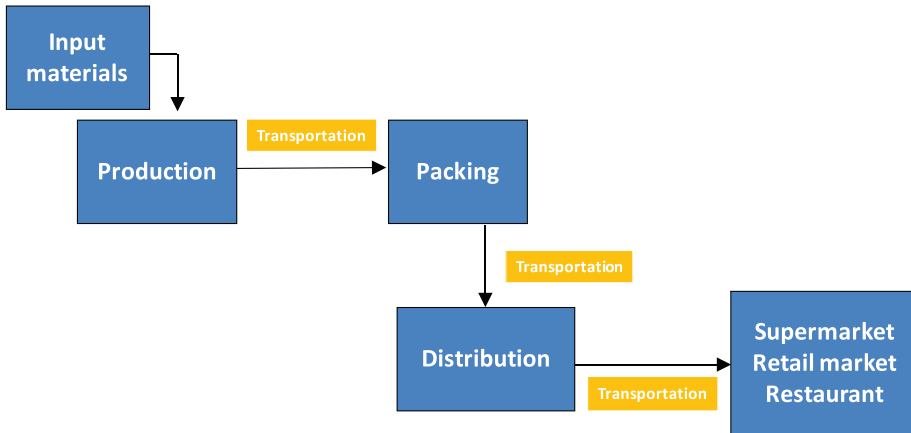 Input
materials
Production
Transportation
Packing
Transportation
Distribution
Transportation
Supermarket
Retail market
Restaurant